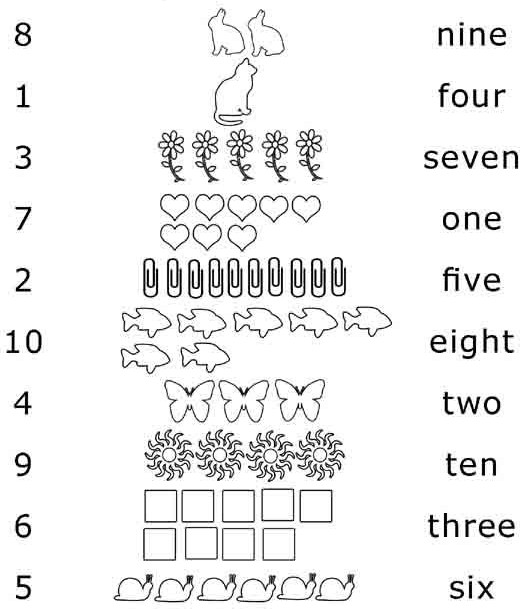 8 nine
1 four
3 seven
7 one
2 five
10 eight
4 two
9 ten
6 three
5 six